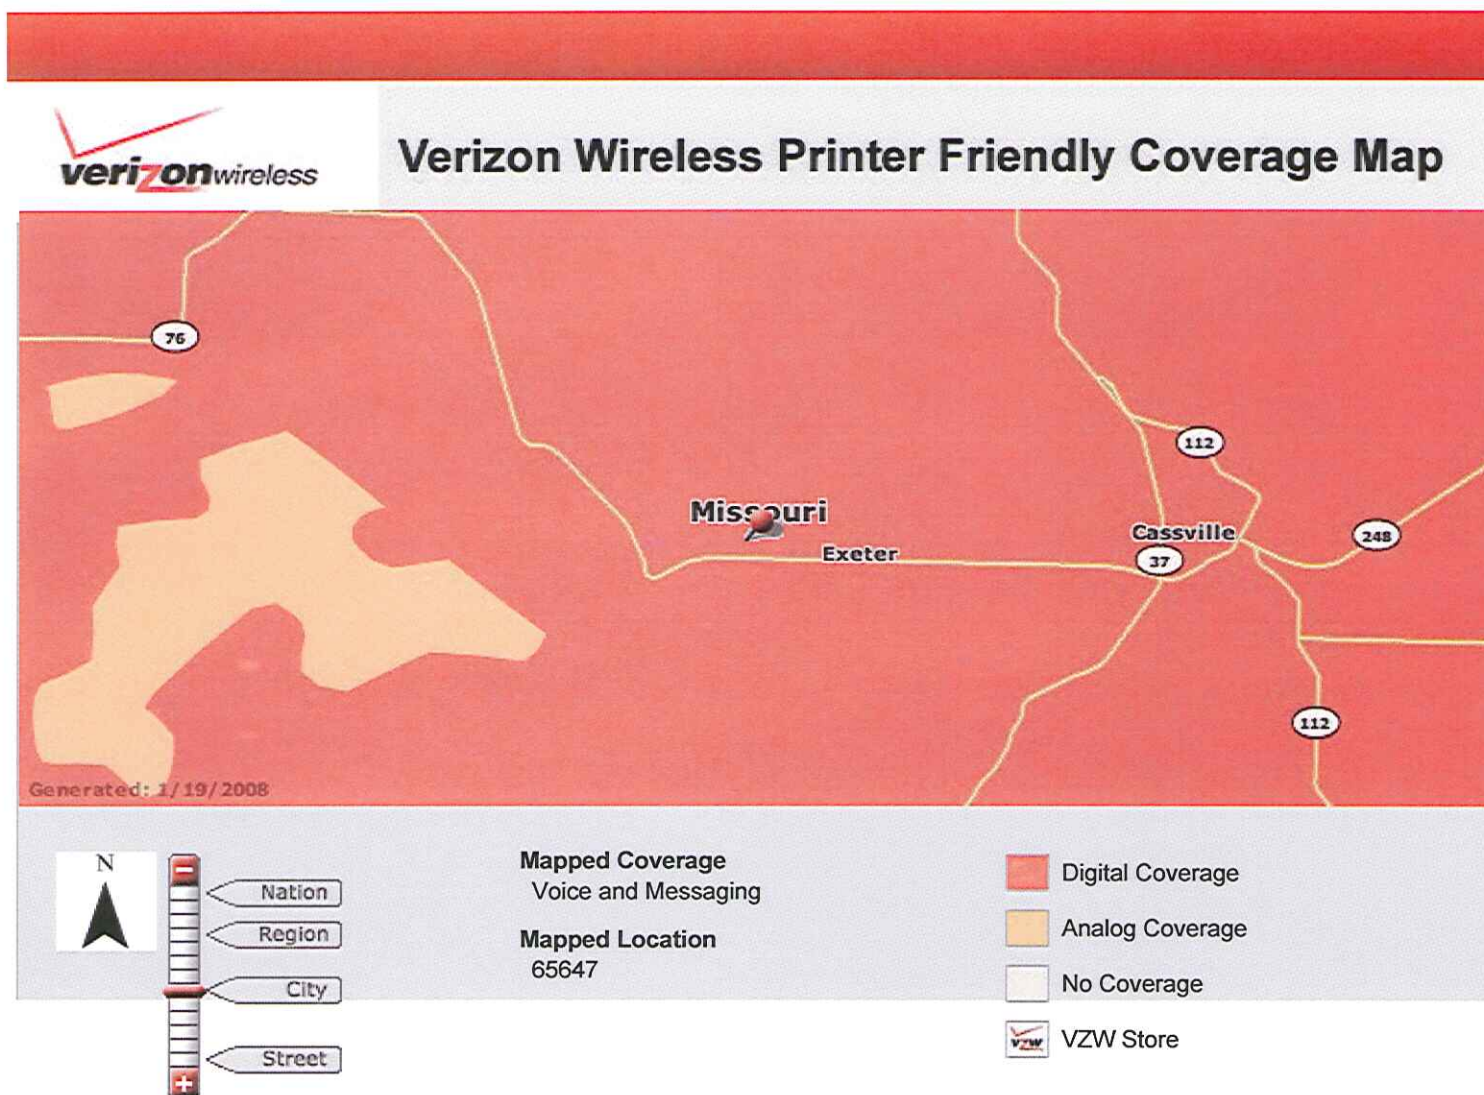 verizonwireless
Verizon Wireless Printer Friendly Coverage Map
76
112
Missouri
Cassville
248
Exeter
37
112
Generated: 1/19/2008
N
Nation
Region
City
Street
Mapped Coverage
Voice and Messaging
Mapped Location
65647
Digital Coverage
Analog Coverage
No Coverage
vzw VZW Store